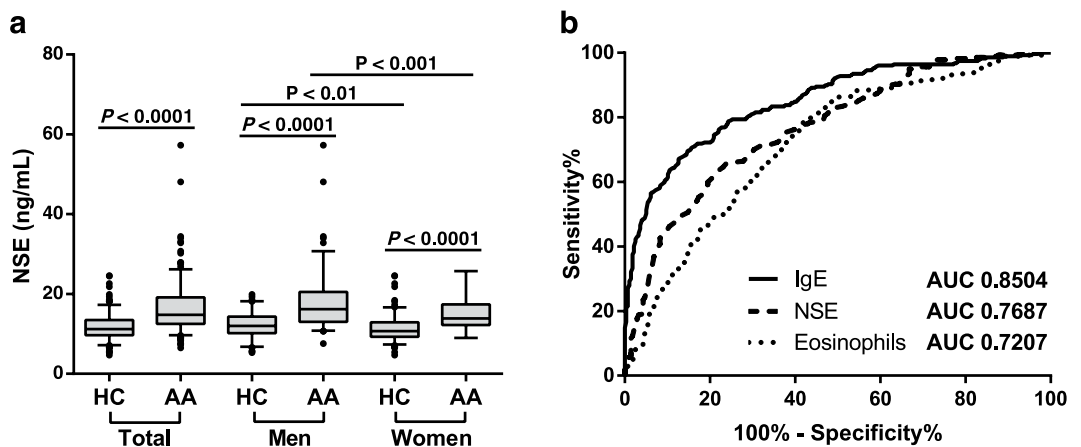 a
b
NSE (ng/mL)
80
60
40
20
0
P < 0.001
P < 0.01
P < 0.0001
P < 0.0001
P < 0.0001
HC AA HC AA HC AA
Total Men Women
Sensitivity%
100
80
60
40
20
0
IgE AUC 0.8504
NSE AUC 0.7687
Eosinophils AUC 0.7207
0 20 40 60 80 100
100% - Specificity%